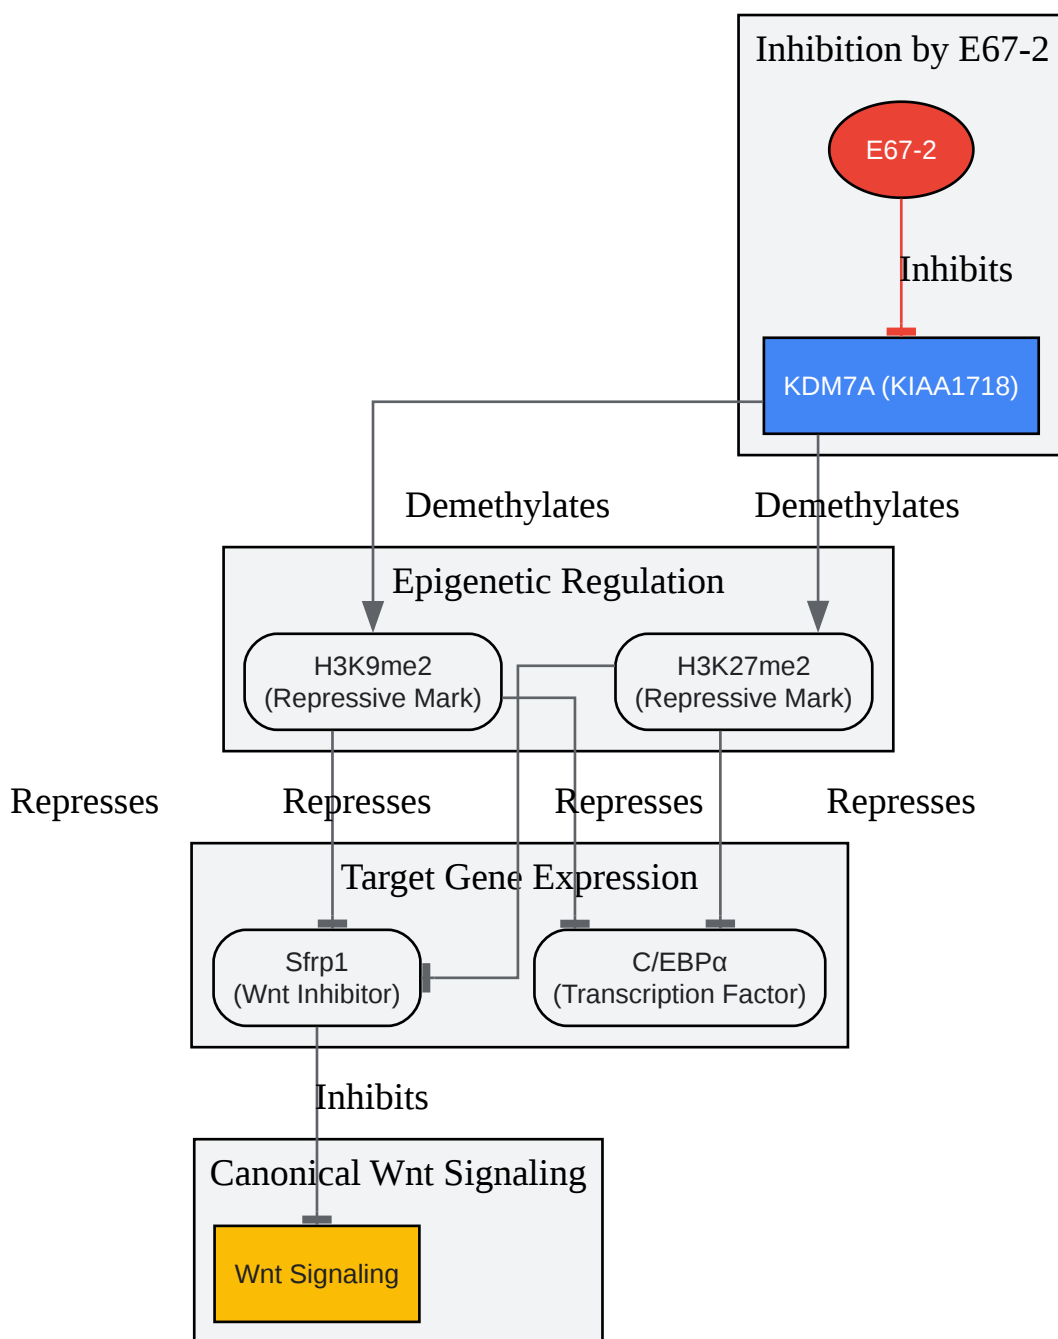 Inhibition by E67-2
E67-2
Inhibits
KDM7A (KIAA1718)
Demethylates
Demethylates
Epigenetic Regulation
H3K9me2
(Repressive Mark)
H3K27me2
(Repressive Mark)
Represses
Represses
Represses
Represses
Target Gene Expression
Sfrp1
(Wnt Inhibitor)
C/EBPα
(Transcription Factor)
Inhibits
Canonical Wnt Signaling
Wnt Signaling